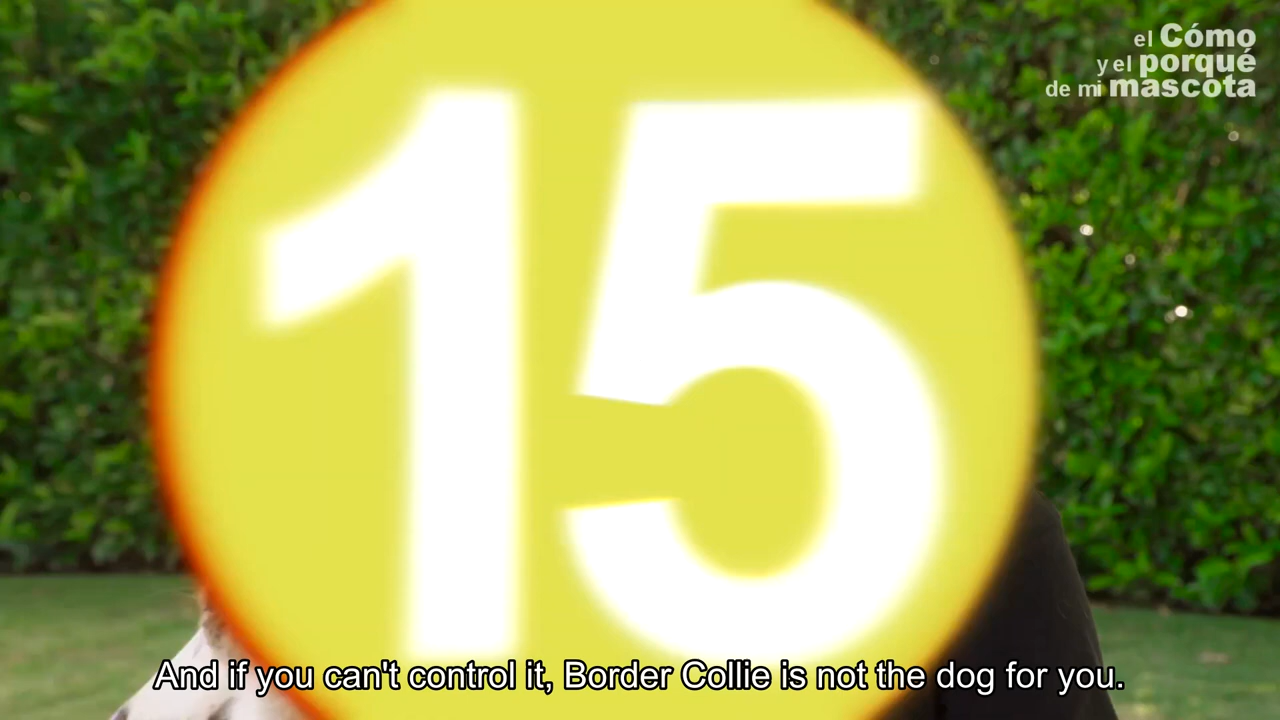 el Cómo
y el porqué
de mi mascota
15
And if you can't control it, Border Collie is not the dog for you.